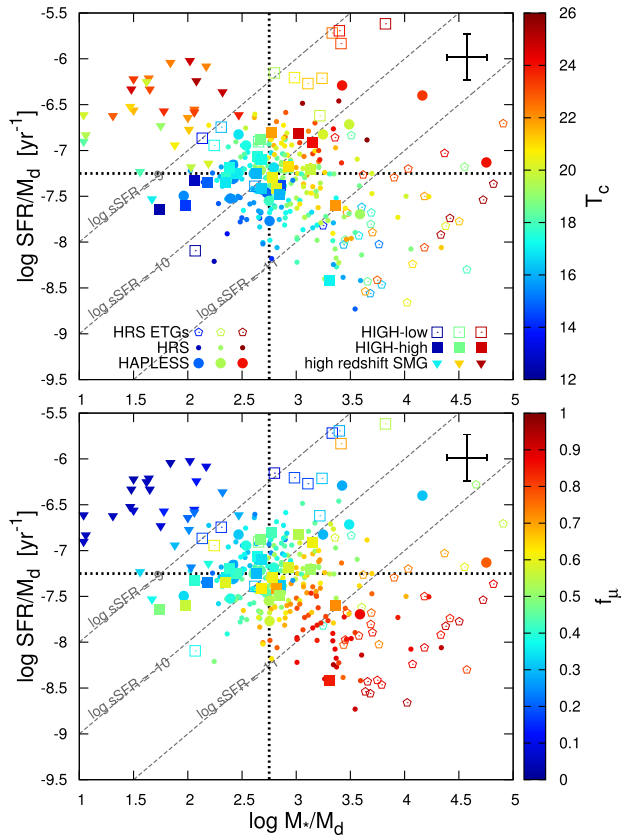 -5.5
-6
-6.5
-7
-7.5
-8
-8.5
-9
-9.5
log SFR/M_d [yr^-1]
log sSFR = -9
log sSFR = -10
log sSFR = -11
HRS ETGs
HRS
HAPLESS
HIGH-low
HIGH-high
high redshift SMG
1 1.5 2 2.5 3 3.5 4 4.5 5
26
24
22
20
18
16
14
12
T_c
-5.5
-6
-6.5
-7
-7.5
-8
-8.5
-9
-9.5
log SFR/M_d [yr^-1]
log sSFR = -9
log sSFR = -10
log sSFR = -11
1 1.5 2 2.5 3 3.5 4 4.5 5
log M_*/M_d
1
0.9
0.8
0.7
0.6
0.5
0.4
0.3
0.2
0.1
0
f_μ